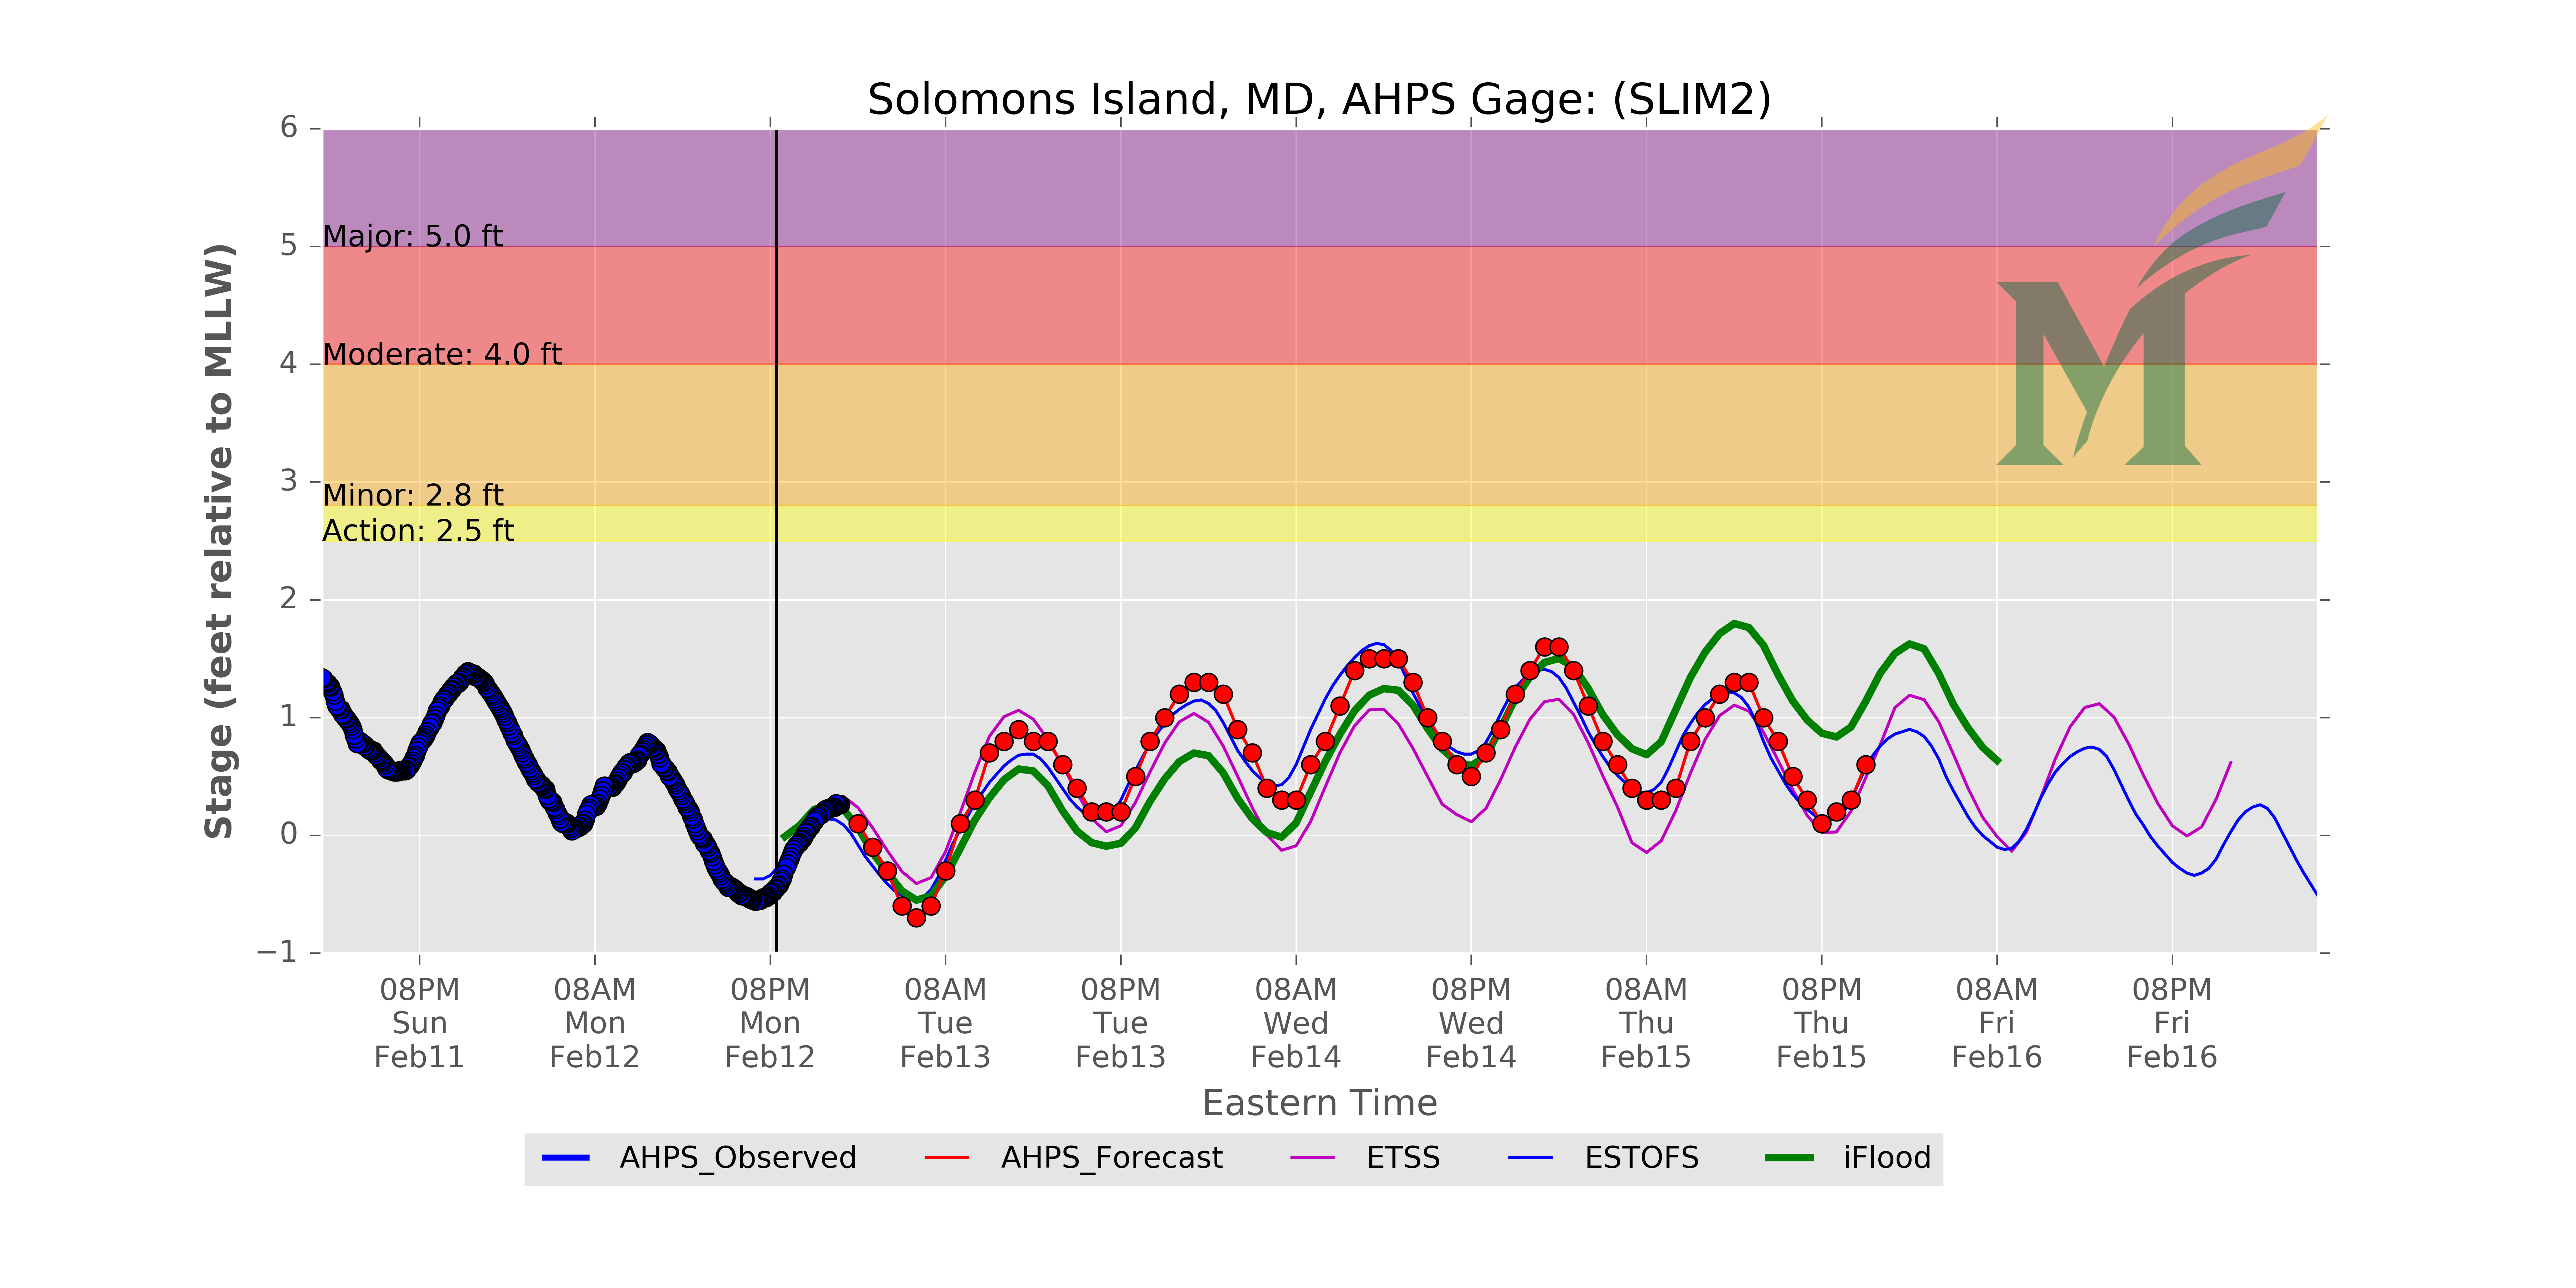 Solomons Island, MD, AHPS Gage: (SLIM2)
Stage (feet relative to MLLW)
6
5
4
3
2
1
0
−1
Major: 5.0 ft
Moderate: 4.0 ft
Minor: 2.8 ft
Action: 2.5 ft
M
08PM 08AM 08PM 08AM 08PM 08AM 08PM 08AM 08PM 08AM 08PM
Sun Mon Mon Tue Tue Wed Wed Thu Thu Fri Fri
Feb11 Feb12 Feb12 Feb13 Feb13 Feb14 Feb14 Feb15 Feb15 Feb16 Feb16
Eastern Time
AHPS_Observed AHPS_Forecast ETSS ESTOFS iFlood